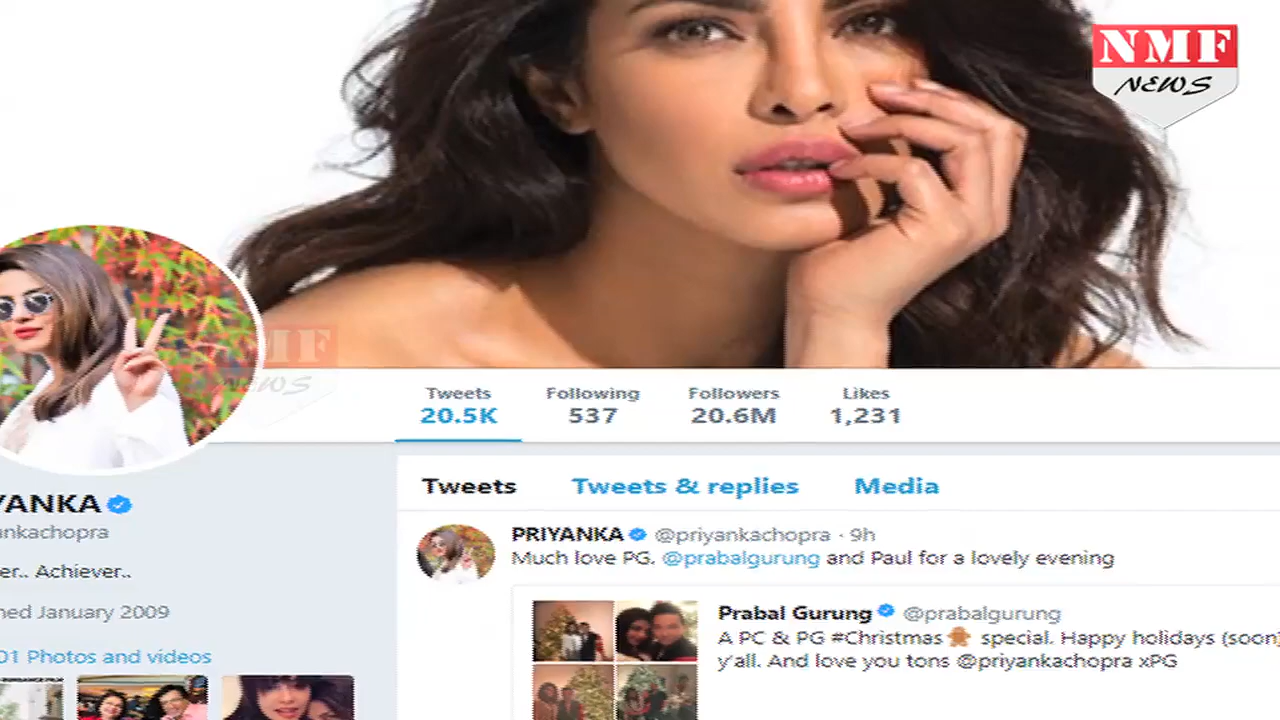 NMF
NEWS
NMF
NEWS
Tweets
20.5K
Following
537
Followers
20.6M
Likes
1,231
YANKA
ankachopra
er.. Achiever..
ned January 2009
01 Photos and videos
Tweets
Tweets & replies
Media
PRIYANKA @priyankachopra · 9h
Much love PG. @prabalgurung and Paul for a lovely evening
Prabal Gurung @prabalgurung
A PC & PG #Christmas special. Happy holidays (soon)
y'all. And love you tons @priyankachopra xPG